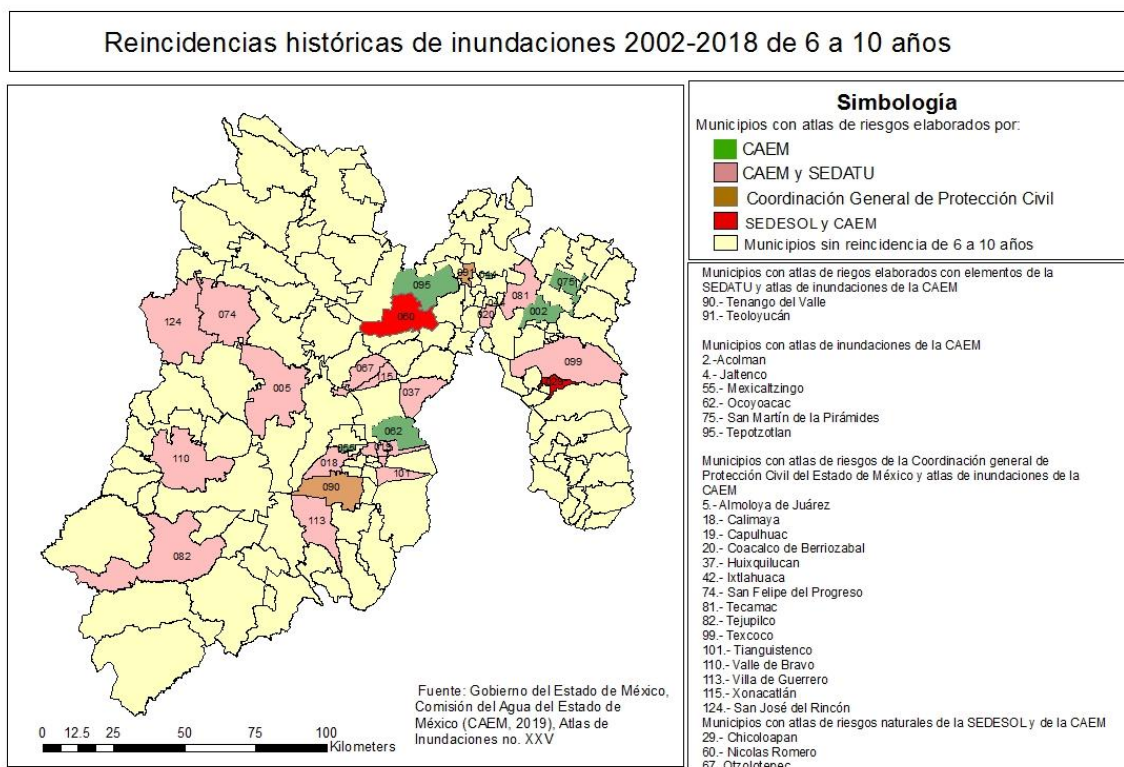 Reincidencias históricas de inundaciones 2002-2018 de 6 a 10 años
Simbología
Municipios con atlas de riesgos elaborados por:
CAEM
CAEM y SEDATU
Coordinación General de Protección Civil
SEDESOL y CAEM
Municipios sin reincidencia de 6 a 10 años
Municipios con atlas de riegos elaborados con elementos de la
SEDATU y atlas de inundaciones de la CAEM
90.- Tenango del Valle
91.- Teoloyucán
Municipios con atlas de inundaciones de la CAEM
2.-Acolman
4.- Jaltenco
55.- Mexicaltzingo
62.- Ocoyoacac
75.- San Martín de la Pirámides
95.- Tepotzotlan
Municipios con atlas de riesgos de la Coordinación general de
Protección Civil del Estado de México y atlas de inundaciones de la
CAEM
5.- Almoloya de Juárez
18.- Calimaya
19.- Capulhuac
20.- Coacalco de Berriozabal
37.- Huixquilucan
42.- Ixtlahuaca
74.- San Felipe del Progreso
81.- Tecamac
82.- Tejupilco
99.- Texcoco
101.- Tianguistenco
110.- Valle de Bravo
113.- Villa de Guerrero
115.- Xonacatlán
124.- San José del Rincón
Municipios con atlas de riesgos naturales de la SEDESOL y de la CAEM
29.- Chicoloapan
60.- Nicolas Romero
67.-Otzolotepec
095
091
081
075
002
060
020
124
074
099
067
115
005
037
062
110
018
101
090
113
082
Fuente: Gobierno del Estado de México,
Comisión del Agua del Estado de
México (CAEM, 2019), Atlas de
Inundaciones no. XXV
0 12.5 25 50 75 100
Kilometers